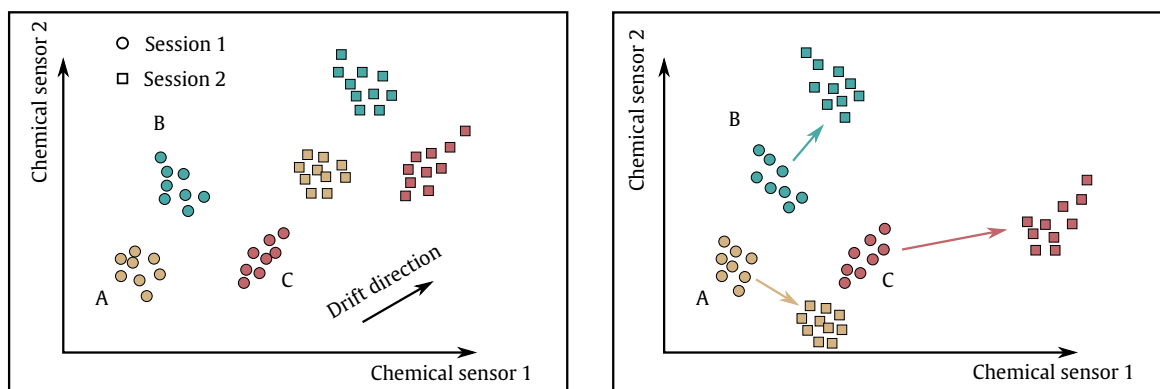 Chemical sensor 2
Session 1
Session 2
B
A
C
Drift direction
Chemical sensor 1
Chemical sensor 2
B
A
C
Chemical sensor 1